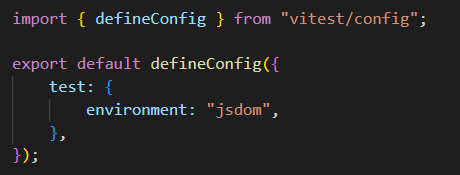 import { defineConfig } from "vitest/config";
export default defineConfig({
    test: {
        environment: "jsdom",
    },
});